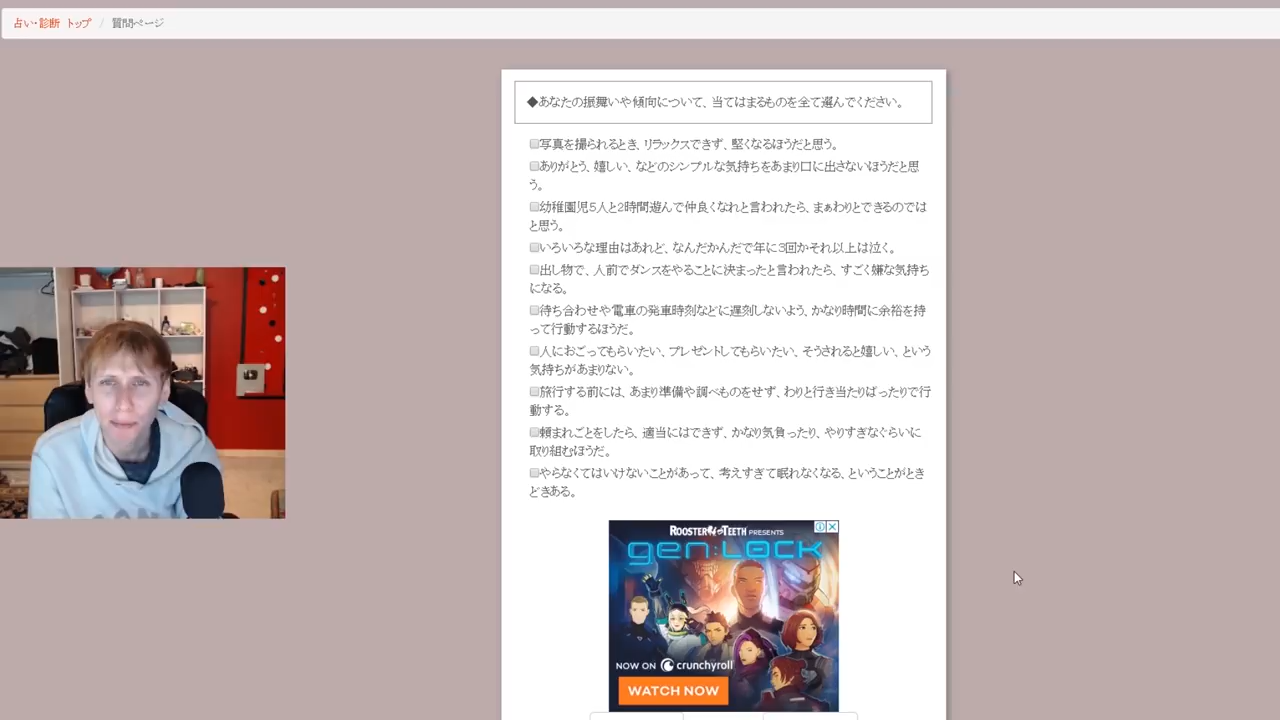 占い・診断 トップ / 質問ページ
◆あなたの振舞いや傾向について、当てはまるものを全て選んでください。
写真を撮られるとき、リラックスできず、堅くなるほうだと思う。
ありがとう、嬉しい、などのシンプルな気持ちをあまり口に出さないほうだと思
う。
幼稚園児5人と2時間遊んで仲良くなれと言われたら、まぁわりとできるのでは
と思う。
いろいろな理由はあれど、なんだかんだで年に3回かそれ以上は泣く。
出し物で、人前でダンスをやることに決まったと言われたら、すごく嫌な気持ち
になる。
待ち合わせや電車の発車時刻などに遅刻しないよう、かなり時間に余裕を持
って行動するほうだ。
人におごってもらいたい、プレゼントしてもらいたい、そうされると嬉しい、という
気持ちがあまりない。
旅行する前には、あまり準備や調べものをせず、わりと行き当たりばったりで行
動する。
頼まれごとをしたら、適当にはできず、かなり気負ったり、やりすぎなぐらいに
取り組むほうだ。
やらなくてはいけないことがあって、考えすぎて眠れなくなる、ということがとき
どきある。
ROOSTER TEETH PRESENTS
gen:LOCK
NOW ON crunchyroll
WATCH NOW